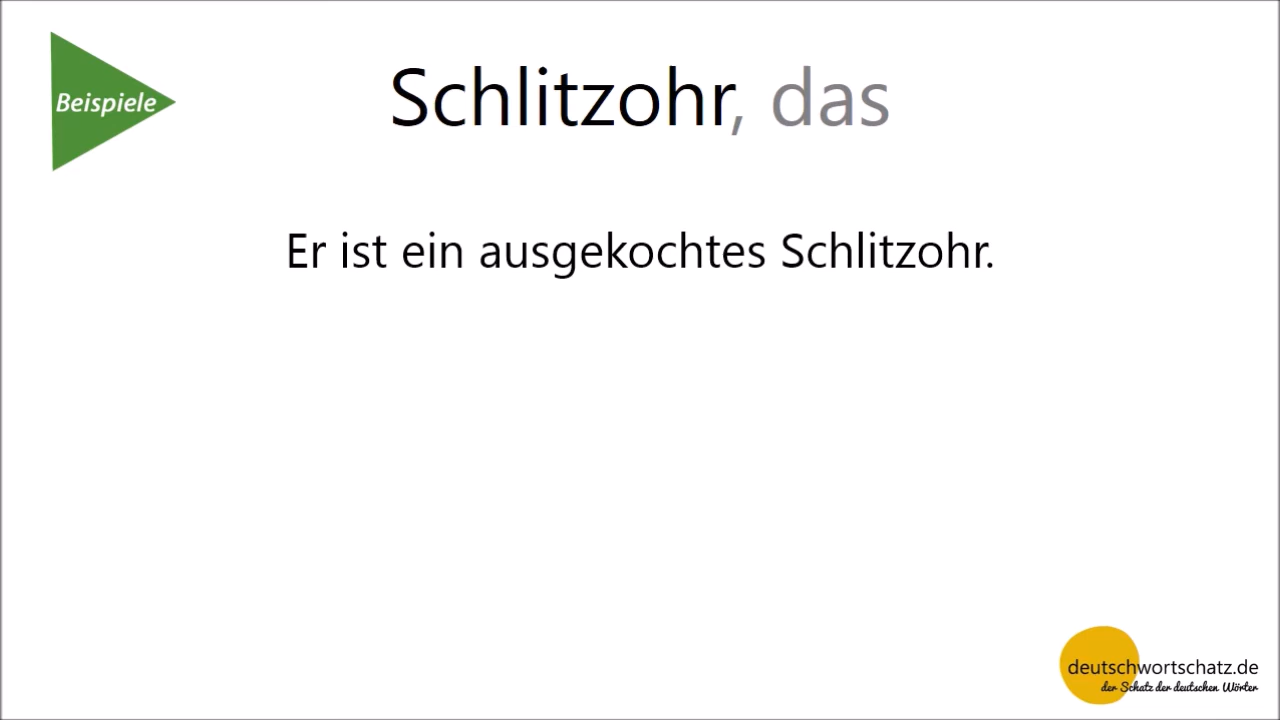 Beispiele
Schlitzohr, das
Er ist ein ausgekochtes Schlitzohr.
deutschwortschatz.de
der Schatz der deutschen Wörter